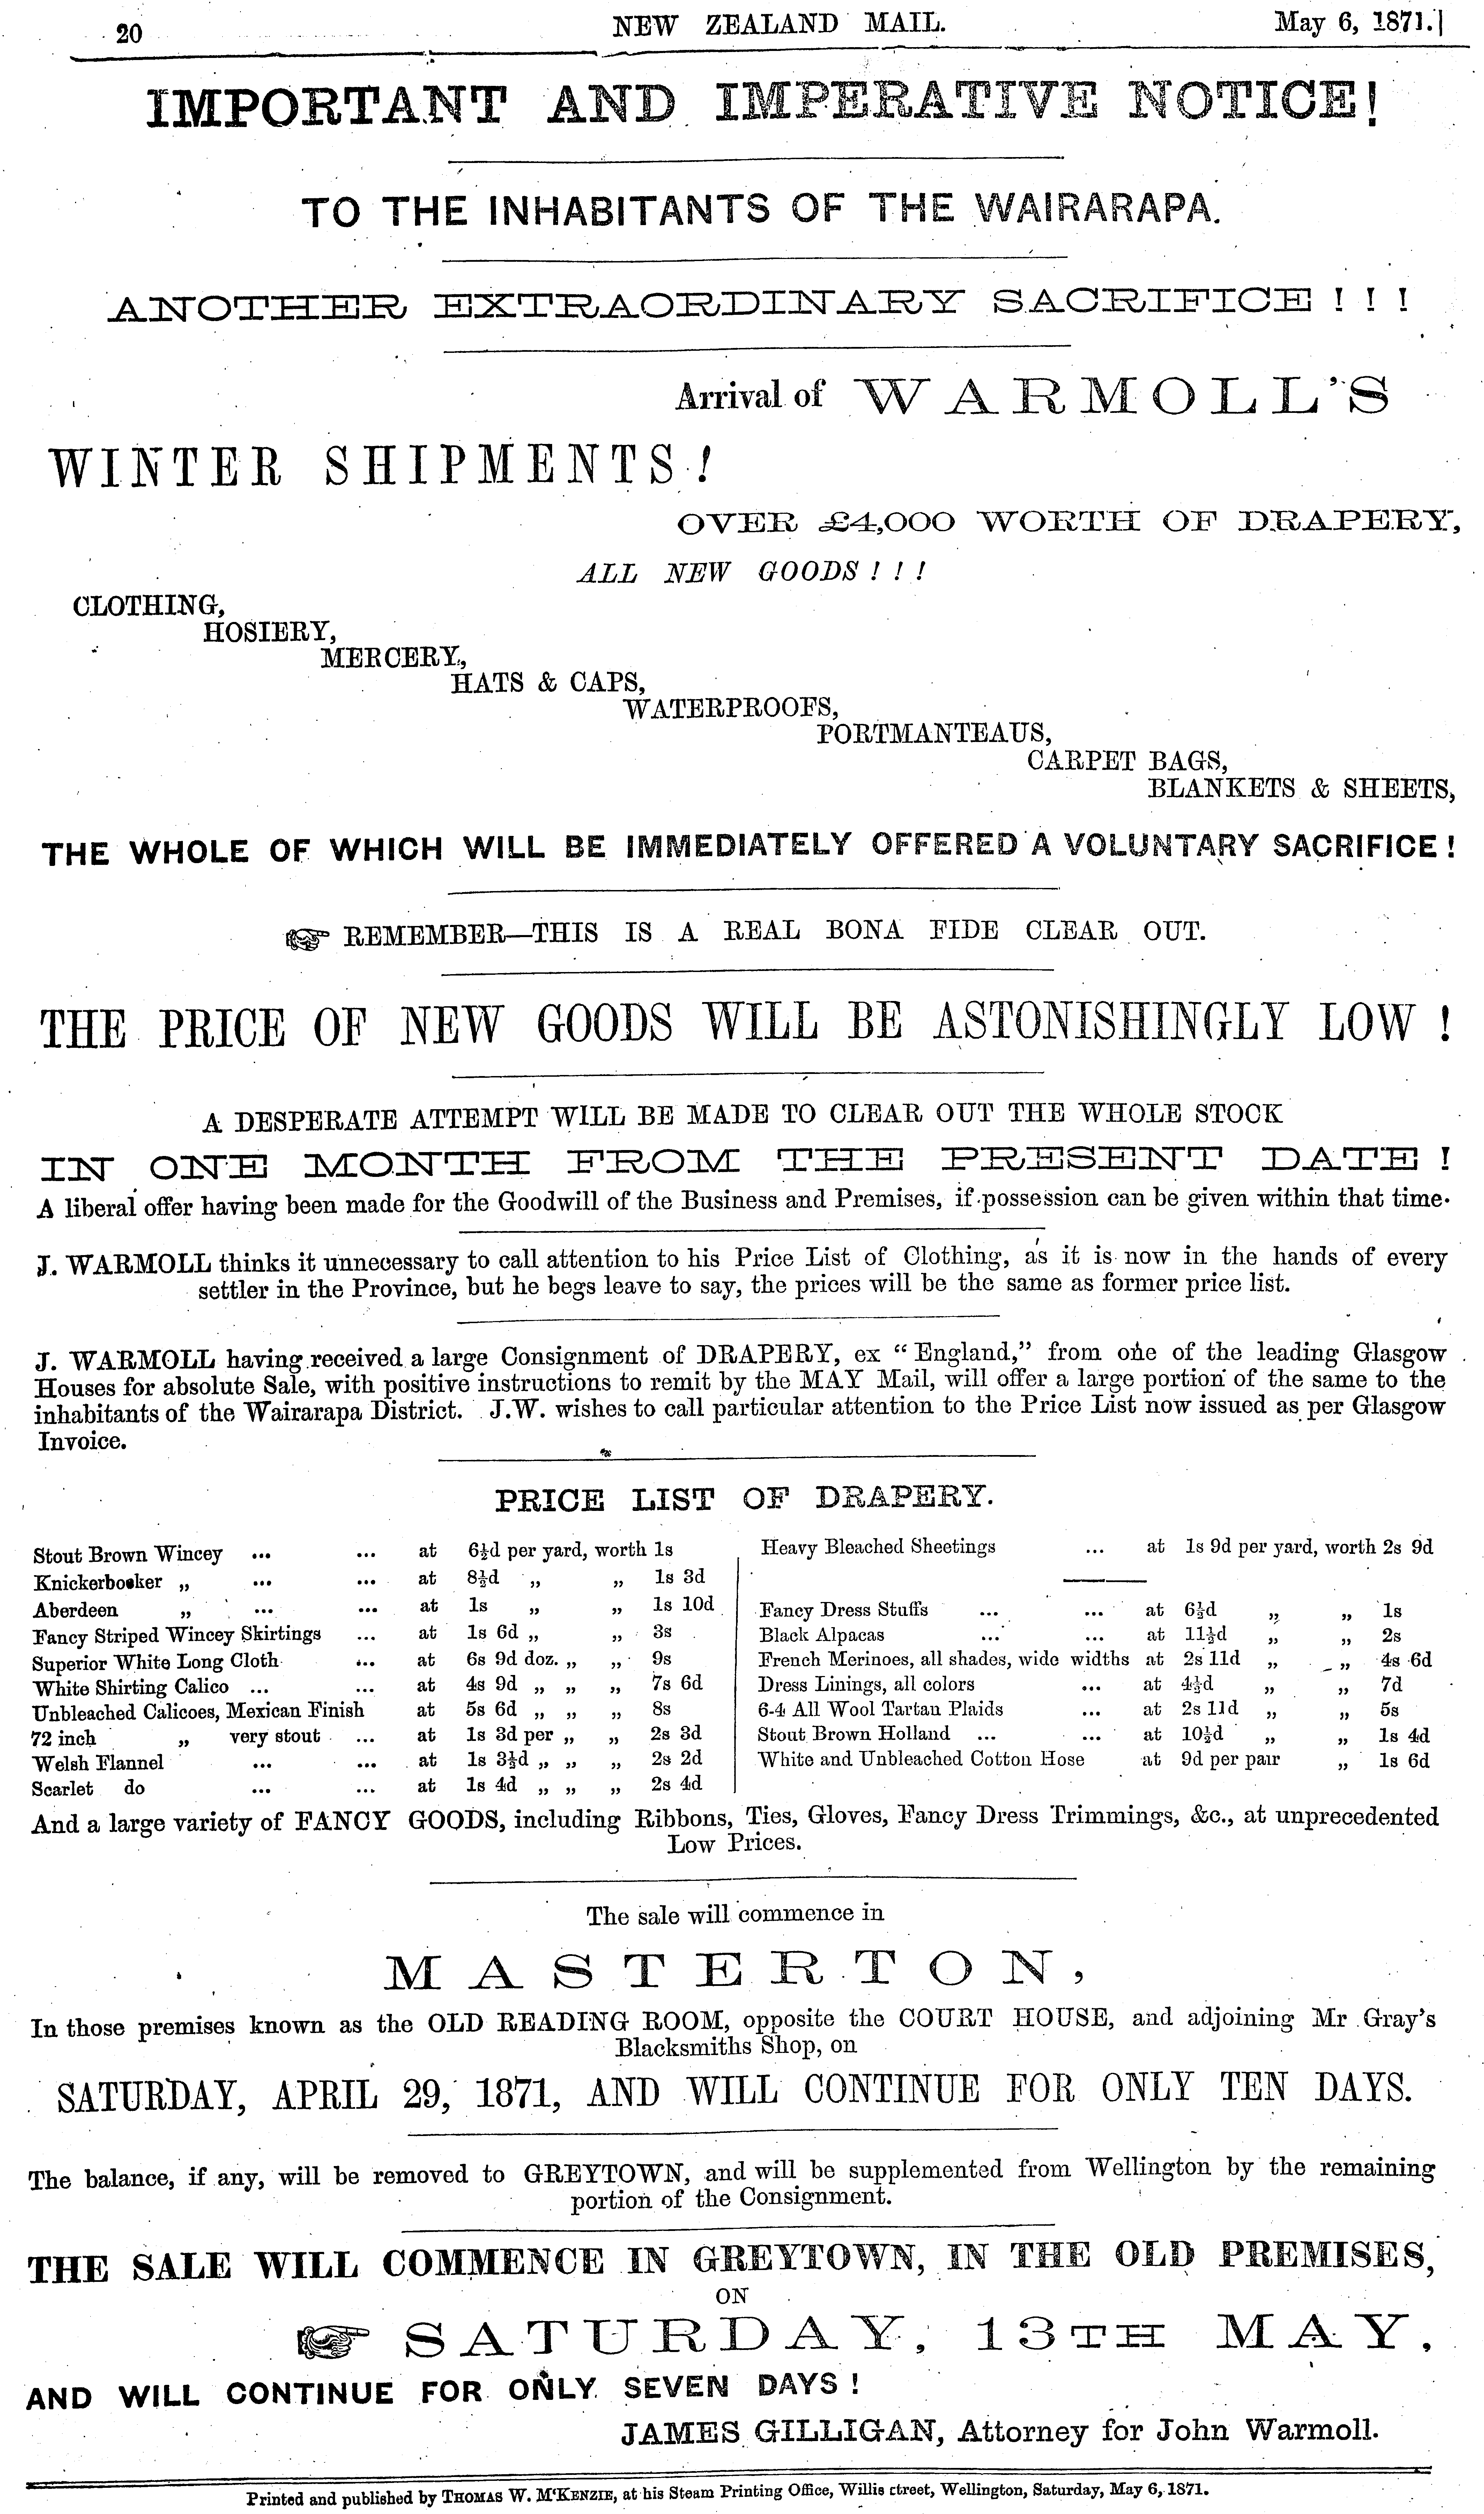 20 NEW ZEALAND MAIL. May 6, 1871.
IMPORTANT AND IMPERATIVE NOTICE!
TO THE INHABITANTS OF THE WAIRARAPA.
ANOTHER EXTRAORDINARY SACRIFICE ! ! !
Arrival of WARMOLL'S
WINTER SHIPMENTS !
OVER £4,000 WORTH OF DRAPERY,
ALL NEW GOODS ! ! !
CLOTHING,
HOSIERY,
MERCERY,
HATS & CAPS,
WATERPROOFS,
PORTMANTEAUS,
CARPET BAGS,
BLANKETS & SHEETS,
THE WHOLE OF WHICH WILL BE IMMEDIATELY OFFERED A VOLUNTARY SACRIFICE !
☞ REMEMBER—THIS IS A REAL BONA FIDE CLEAR OUT.
THE PRICE OF NEW GOODS WILL BE ASTONISHINGLY LOW !
A DESPERATE ATTEMPT WILL BE MADE TO CLEAR OUT THE WHOLE STOCK
IN ONE MONTH FROM THE PRESENT DATE !
A liberal offer having been made for the Goodwill of the Business and Premises, if possession can be given within that time.
J. WARMOLL thinks it unnecessary to call attention to his Price List of Clothing, as it is now in the hands of every
settler in the Province, but he begs leave to say, the prices will be the same as former price list.
J. WARMOLL having received a large Consignment of DRAPERY, ex "England," from one of the leading Glasgow
Houses for absolute Sale, with positive instructions to remit by the MAY Mail, will offer a large portion of the same to the
inhabitants of the Wairarapa District. J.W. wishes to call particular attention to the Price List now issued as per Glasgow
Invoice.
PRICE LIST OF DRAPERY.
Stout Brown Wincey ... ... at 6½d per yard, worth 1s
Knickerbocker „ ... ... at 8½d „ „ 1s 3d
Aberdeen „ ... ... at 1s „ „ 1s 10d
Fancy Striped Wincey Skirtings ... at 1s 6d „ „ 3s
Superior White Long Cloth ... at 6s 9d doz. „ „ 9s
White Shirting Calico ... ... at 4s 9d „ „ „ 7s 6d
Unbleached Calicoes, Mexican Finish at 5s 6d „ „ „ 8s
72 inch „ very stout ... at 1s 3d per „ „ 2s 3d
Welsh Flannel ... ... at 1s 3½d „ „ „ 2s 2d
Scarlet do ... ... at 1s 4d „ „ „ 2s 4d
Heavy Bleached Sheetings ... at 1s 9d per yard, worth 2s 9d
Fancy Dress Stuffs ... ... at 6½d „ „ 1s
Black Alpacas ... ... at 11½d „ „ 2s
French Merinoes, all shades, wide widths at 2s 11d „ „ 4s 6d
Dress Linings, all colors ... at 4½d „ „ 7d
6-4 All Wool Tartan Plaids ... at 2s 11d „ „ 5s
Stout Brown Holland ... ... at 10½d „ „ 1s 4d
White and Unbleached Cotton Hose at 9d per pair „ 1s 6d
And a large variety of FANCY GOODS, including Ribbons, Ties, Gloves, Fancy Dress Trimmings, &c., at unprecedented
Low Prices.
The sale will commence in
MASTERTON,
In those premises known as the OLD READING ROOM, opposite the COURT HOUSE, and adjoining Mr Gray's
Blacksmiths Shop, on
SATURDAY, APRIL 29, 1871, AND WILL CONTINUE FOR ONLY TEN DAYS.
The balance, if any, will be removed to GREYTOWN, and will be supplemented from Wellington by the remaining
portion of the Consignment.
THE SALE WILL COMMENCE IN GREYTOWN, IN THE OLD PREMISES,
ON
☞ SATURDAY, 13TH MAY,
AND WILL CONTINUE FOR ONLY SEVEN DAYS !
JAMES GILLIGAN, Attorney for John Warmoll.
Printed and published by THOMAS W. M'KENZIE, at his Steam Printing Office, Willis street, Wellington, Saturday, May 6, 1871.